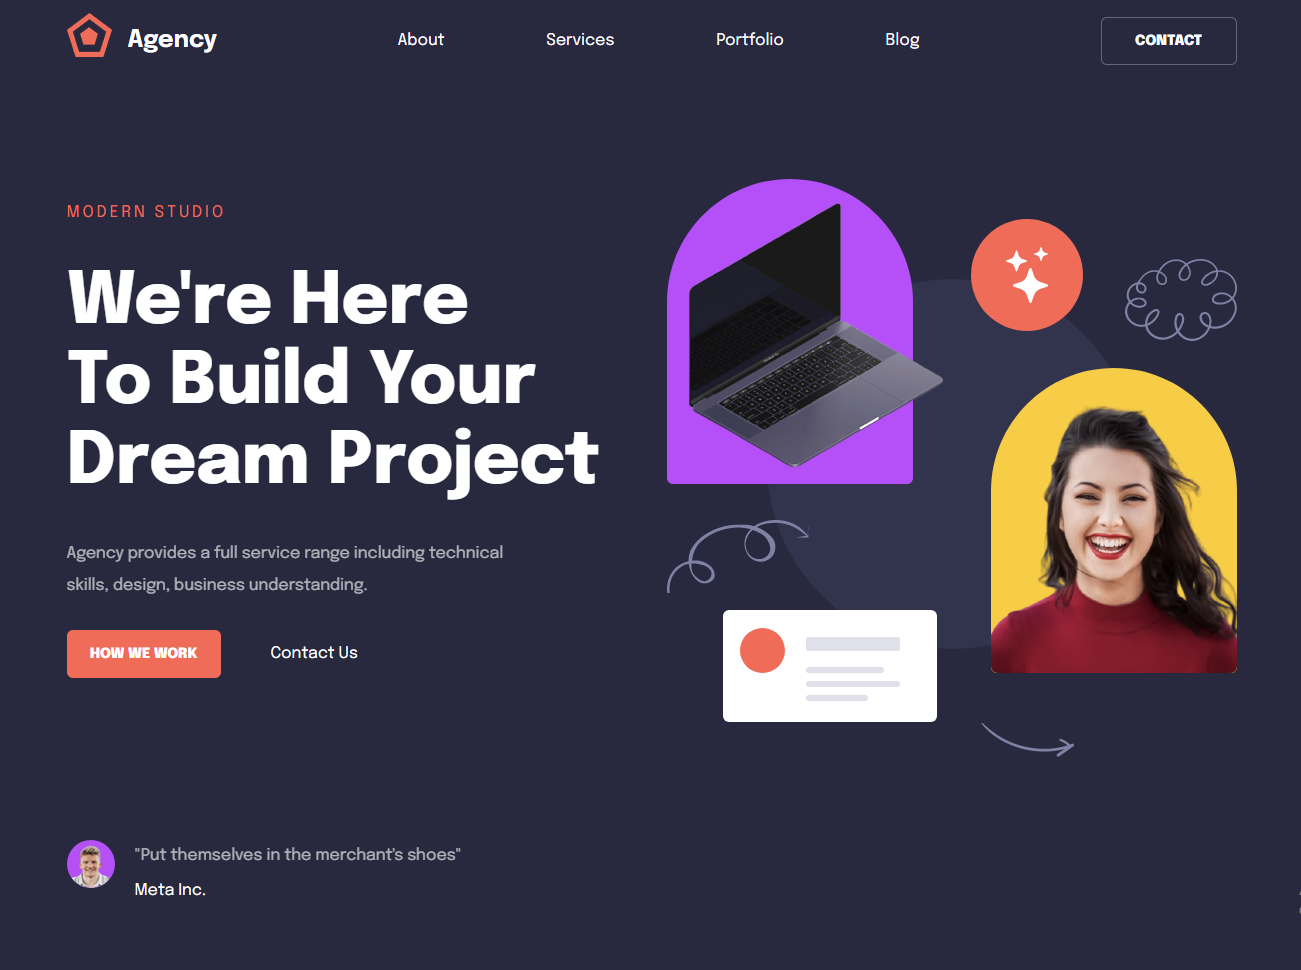 Agency
About
Services
Portfolio
Blog
CONTACT
MODERN STUDIO
We're Here
To Build Your
Dream Project
Agency provides a full service range including technical
skills, design, business understanding.
HOW WE WORK
Contact Us
"Put themselves in the merchant's shoes"
Meta Inc.